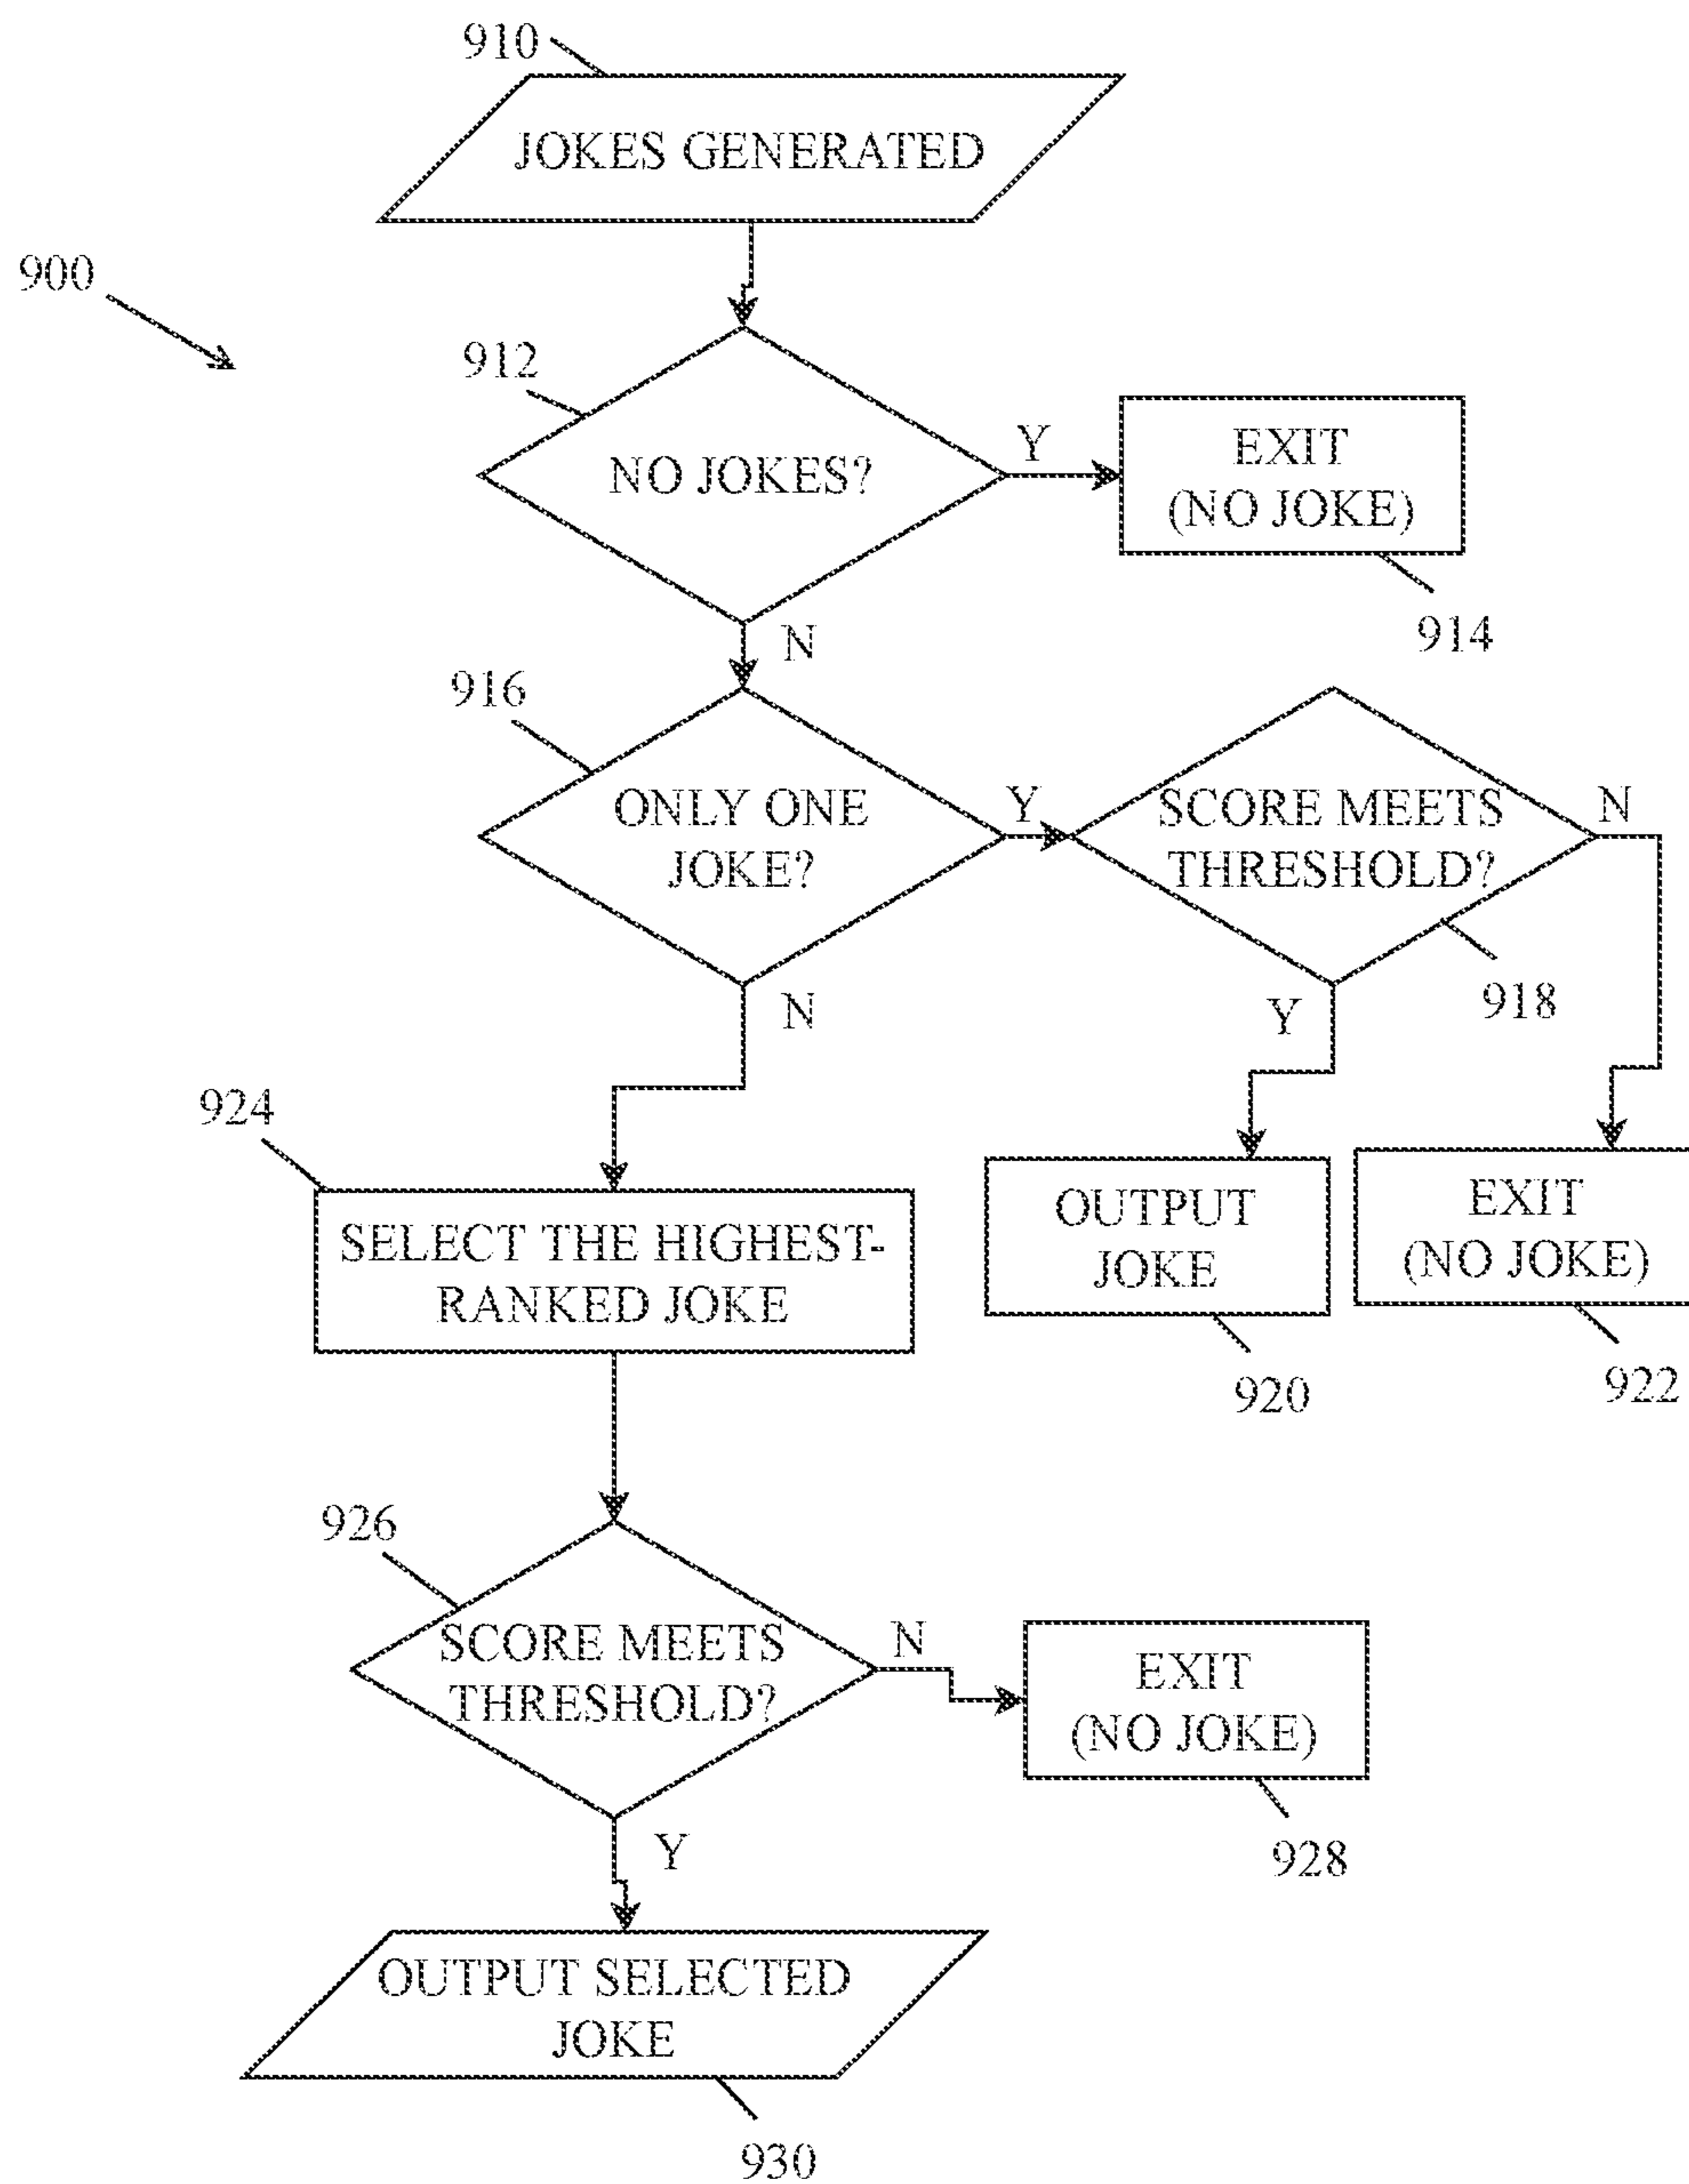 910
JOKES GENERATED
900
912
NO JOKES?
Y
EXIT
(NO JOKE)
914
N
916
ONLY ONE
JOKE?
Y
SCORE MEETS
THRESHOLD?
N
918
Y
N
924
SELECT THE HIGHEST-
RANKED JOKE
OUTPUT
JOKE
920
EXIT
(NO JOKE)
922
926
SCORE MEETS
THRESHOLD?
N
EXIT
(NO JOKE)
928
Y
OUTPUT SELECTED
JOKE
930